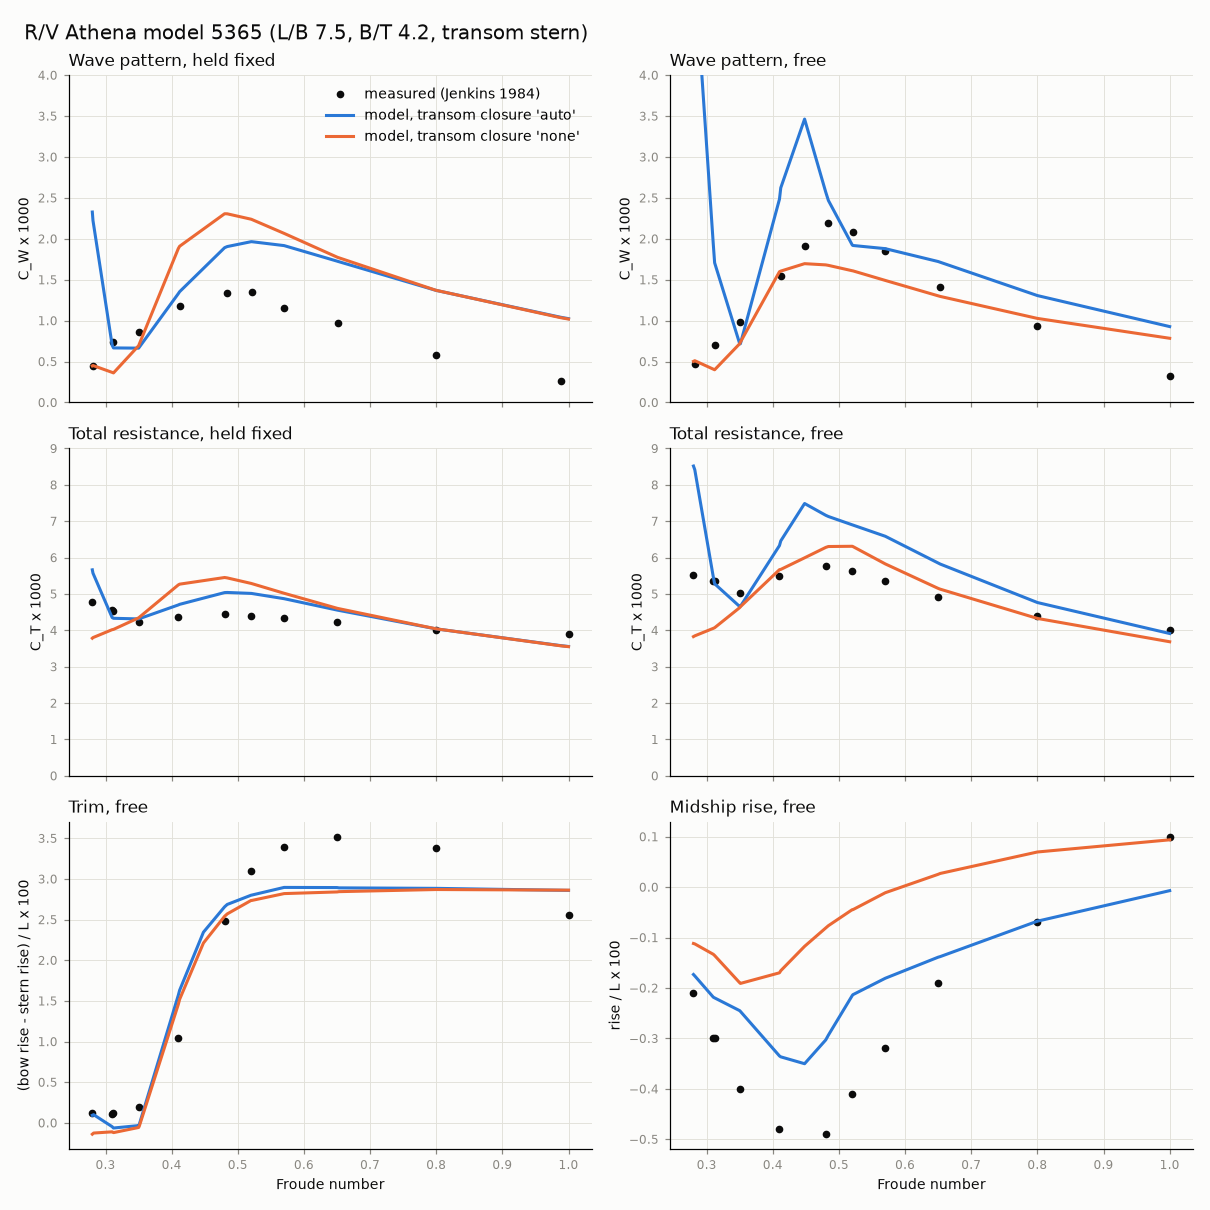 R/V Athena model 5365 (L/B 7.5, B/T 4.2, transom stern)
Wave pattern, held fixed
4.0
3.5
3.0
2.5
2.0
1.5
1.0
0.5
0.0
C_W x 1000
measured (Jenkins 1984)
model, transom closure 'auto'
model, transom closure 'none'
Wave pattern, free
4.0
3.5
3.0
2.5
2.0
1.5
1.0
0.5
0.0
C_W x 1000
Total resistance, held fixed
9
8
7
6
5
4
3
2
1
0
C_T x 1000
Total resistance, free
9
8
7
6
5
4
3
2
1
0
C_T x 1000
Trim, free
3.5
3.0
2.5
2.0
1.5
1.0
0.5
0.0
(bow rise - stern rise) / L x 100
0.3 0.4 0.5 0.6 0.7 0.8 0.9 1.0
Froude number
Midship rise, free
0.1
0.0
−0.1
−0.2
−0.3
−0.4
−0.5
rise / L x 100
0.3 0.4 0.5 0.6 0.7 0.8 0.9 1.0
Froude number